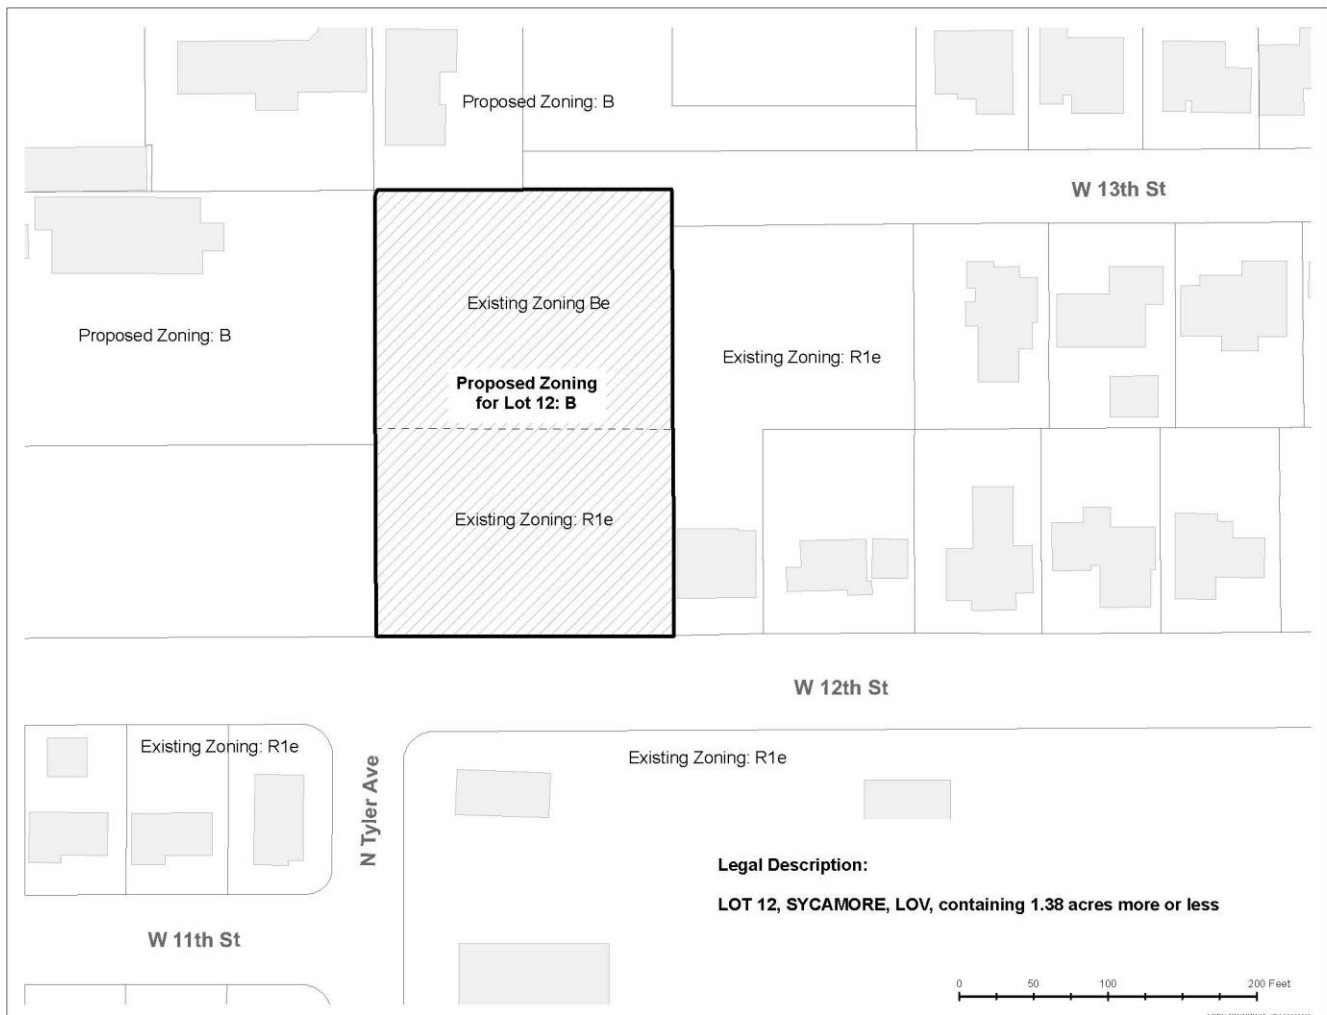 Proposed Zoning: B
W 13th St
Existing Zoning Be
Proposed Zoning: B
Existing Zoning: R1e
Proposed Zoning
for Lot 12: B
Existing Zoning: R1e
W 12th St
Existing Zoning: R1e
Existing Zoning: R1e
N Tyler Ave
Legal Description:
LOT 12, SYCAMORE, LOV, containing 1.38 acres more or less
W 11th St
0 50 100 200 Feet